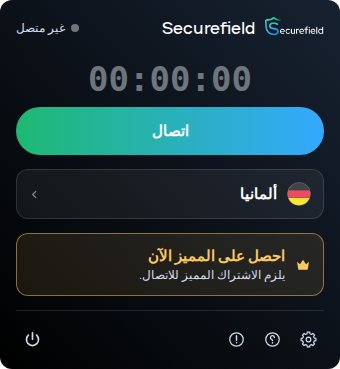 Securefield Securefield
غير متصل
00:00:00
اتصال
ألمانيا
احصل على المميز الآن
يلزم الاشتراك المميز للاتصال.